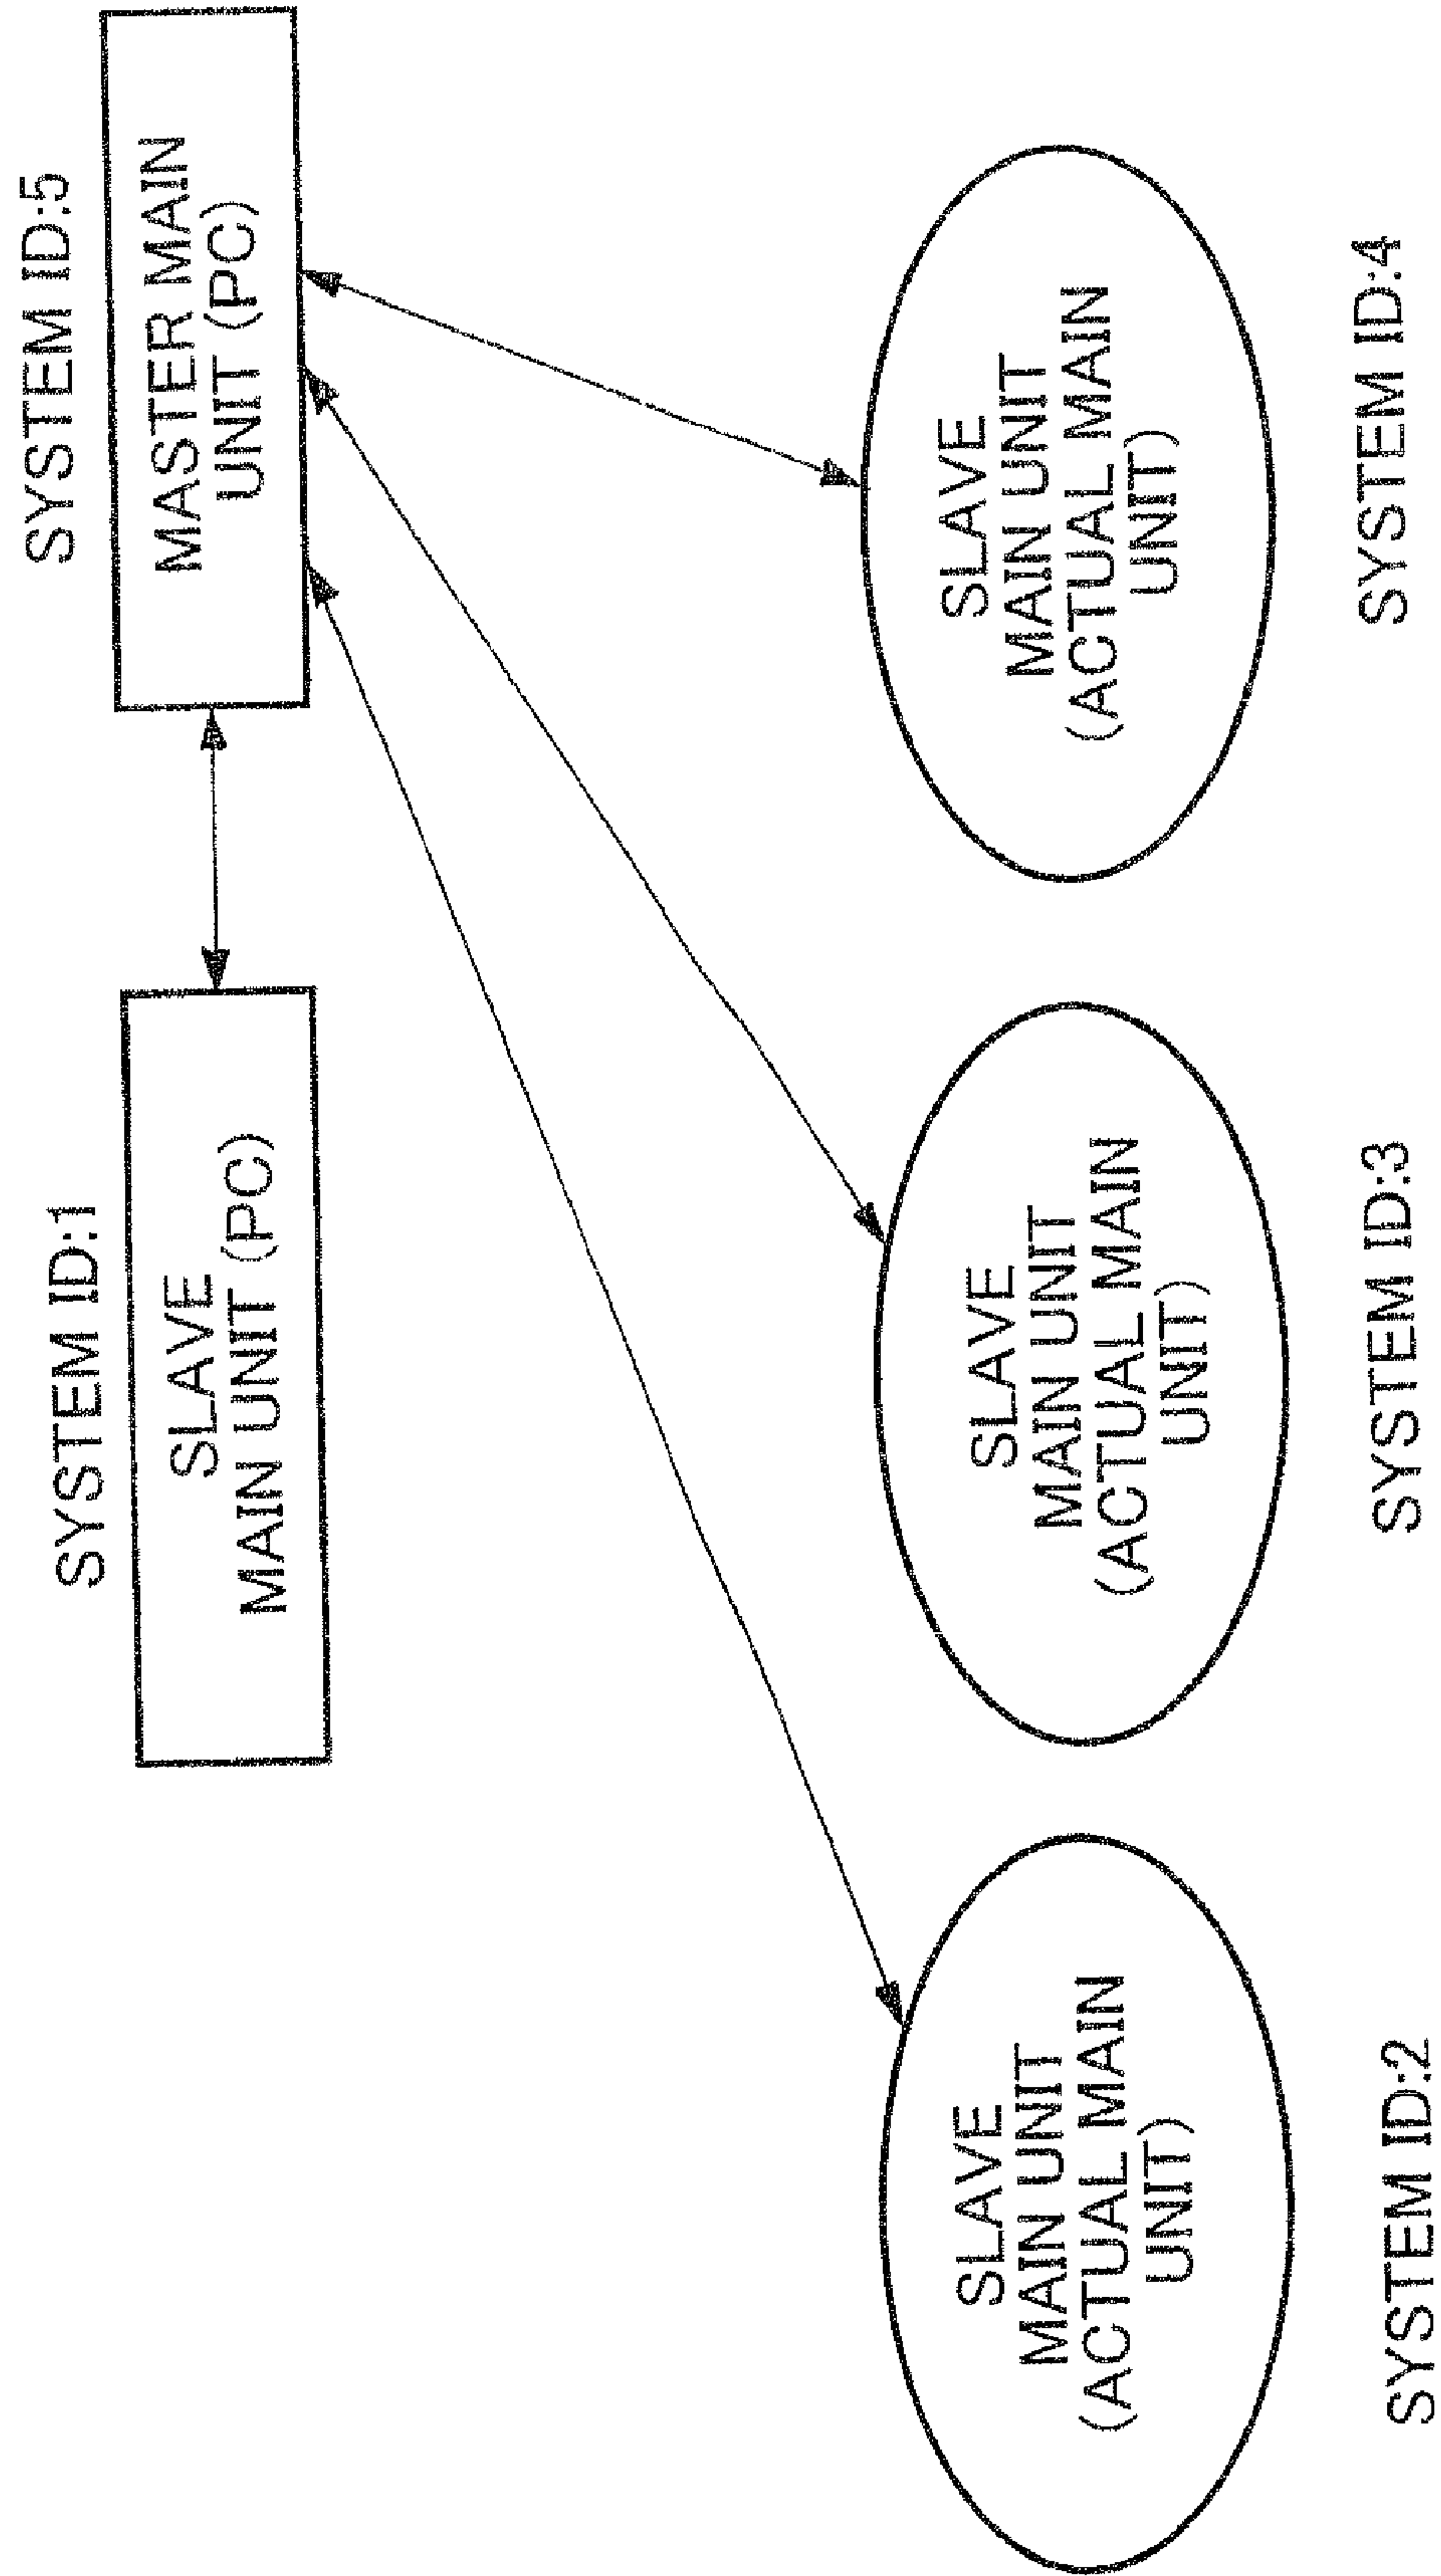 SYSTEM ID:1
SLAVE
MAIN UNIT (PC)
SYSTEM ID:5
MASTER MAIN
UNIT (PC)
SLAVE
MAIN UNIT
(ACTUAL MAIN
UNIT)
SYSTEM ID:2
SLAVE
MAIN UNIT
(ACTUAL MAIN
UNIT)
SYSTEM ID:3
SLAVE
MAIN UNIT
(ACTUAL MAIN
UNIT)
SYSTEM ID:4